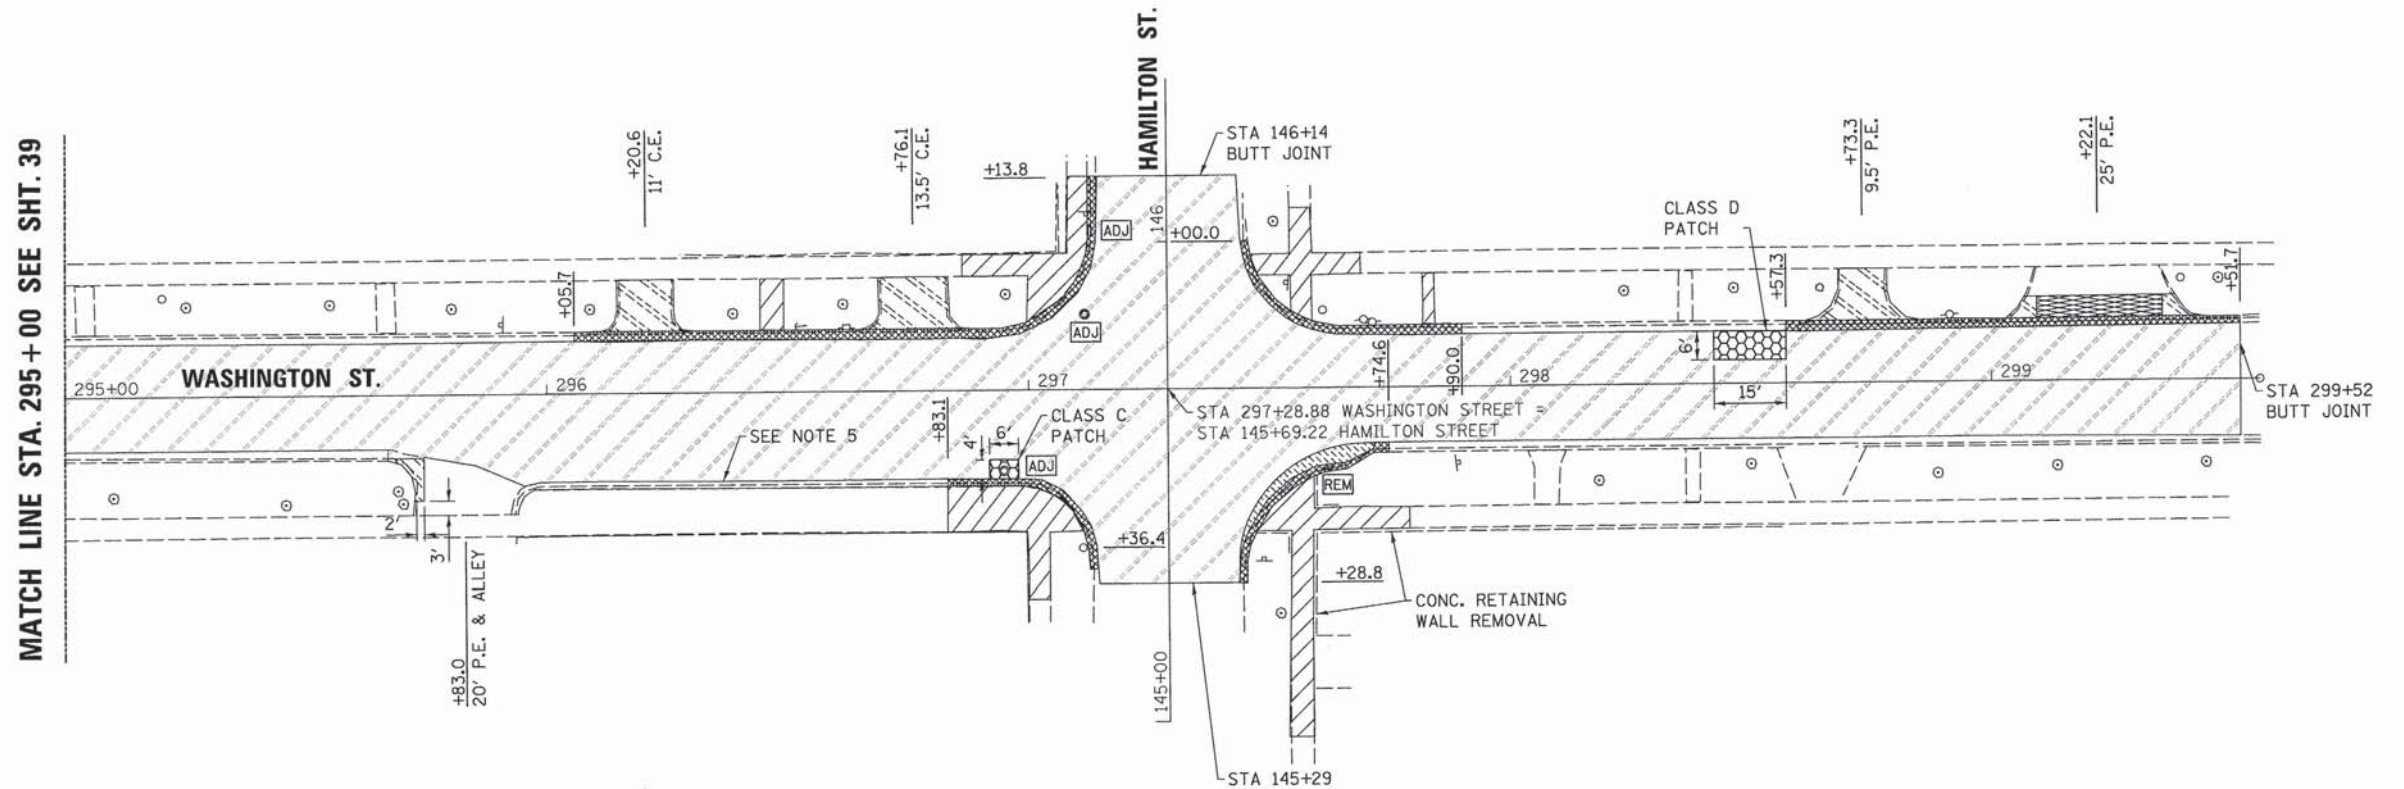 MATCH LINE STA. 295+00 SEE SHT. 39
HAMILTON ST.
STA 146+14
BUTT JOINT
+20.6
11' C.E.
+76.1
13.5' C.E.
+13.8
146
+00.0
ADJ
ADJ
CLASS D
PATCH
+73.3
9.5' P.E.
+22.1
25' P.E.
+05.7
+57.3
+51.7
6'
15'
295+00
WASHINGTON ST.
296
297
298
299
+74.6
+90.0
STA 299+52
BUTT JOINT
STA 297+28.88 WASHINGTON STREET =
STA 145+69.22 HAMILTON STREET
+83.1
4'
6'
CLASS C
PATCH
ADJ
SEE NOTE 5
REM
2'
3'
+83.0
20' P.E. & ALLEY
+36.4
+28.8
CONC. RETAINING
WALL REMOVAL
145+00
STA 145+29